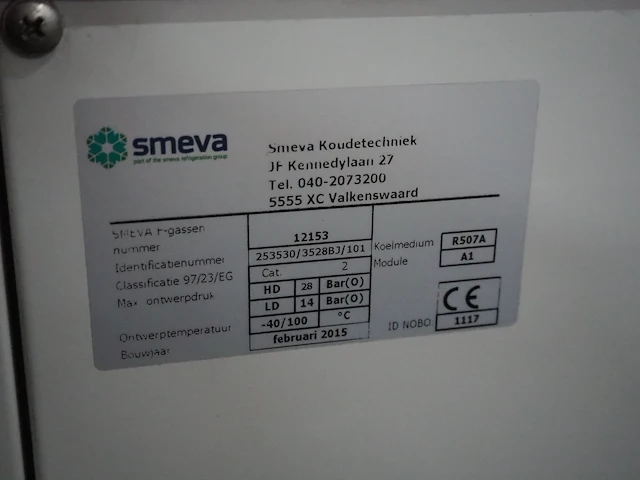 smeva
part of the smeva refrigeration group
Smeva Koudetechniek
JF Kennedylaan 27
Tel. 040-2073200
5555 XC Valkenswaard
SMEVA F-gassen nummer 12153
Identificatienummer 253530/3528BJ/101
Classificatie 97/23/EG Cat. 2
Max. ontwerpdruk HD 28 Bar(O)
LD 14 Bar(O)
Ontwerptemperatuur -40/100 °C
Bouwjaar februari 2015
Koelmedium R507A
Module A1
CE
ID NOBO 1117